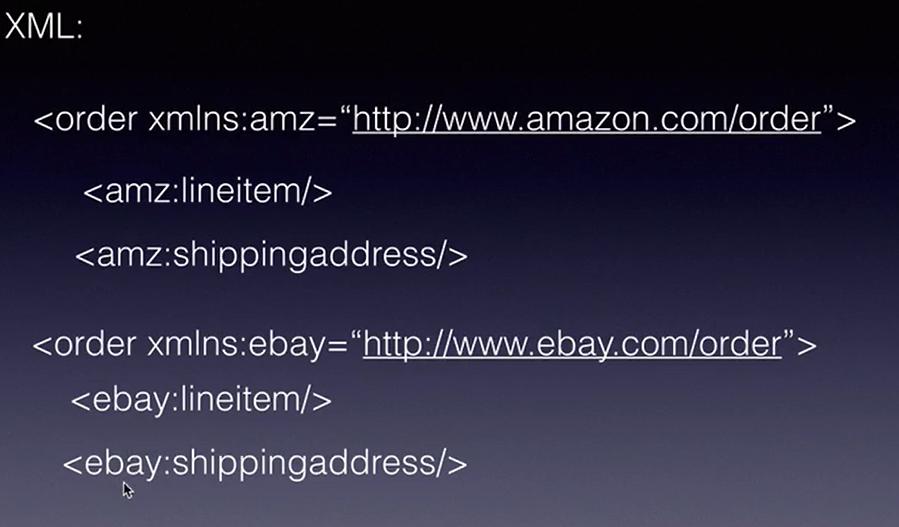 XML:
<order xmlns:amz=“http://www.amazon.com/order”>
<amz:lineitem/>
<amz:shippingaddress/>
<order xmlns:ebay=“http://www.ebay.com/order”>
<ebay:lineitem/>
<ebay:shippingaddress/>